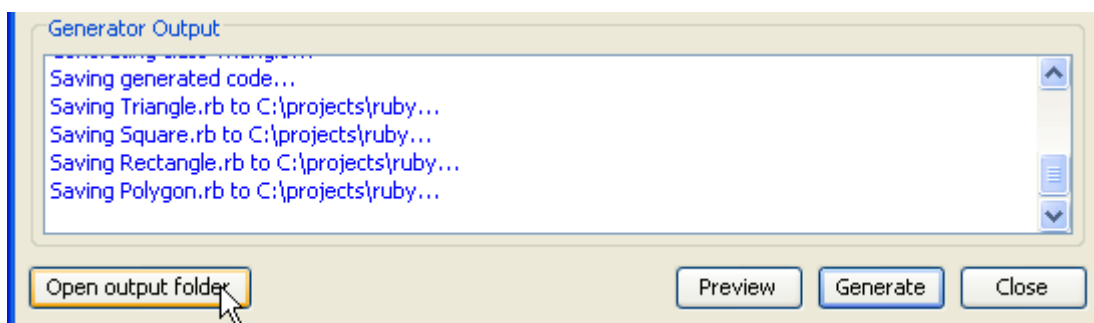 Generator Output
Saving generated code...
Saving Triangle.rb to C:\projects\ruby...
Saving Square.rb to C:\projects\ruby...
Saving Rectangle.rb to C:\projects\ruby...
Saving Polygon.rb to C:\projects\ruby...
Open output folder Preview Generate Close